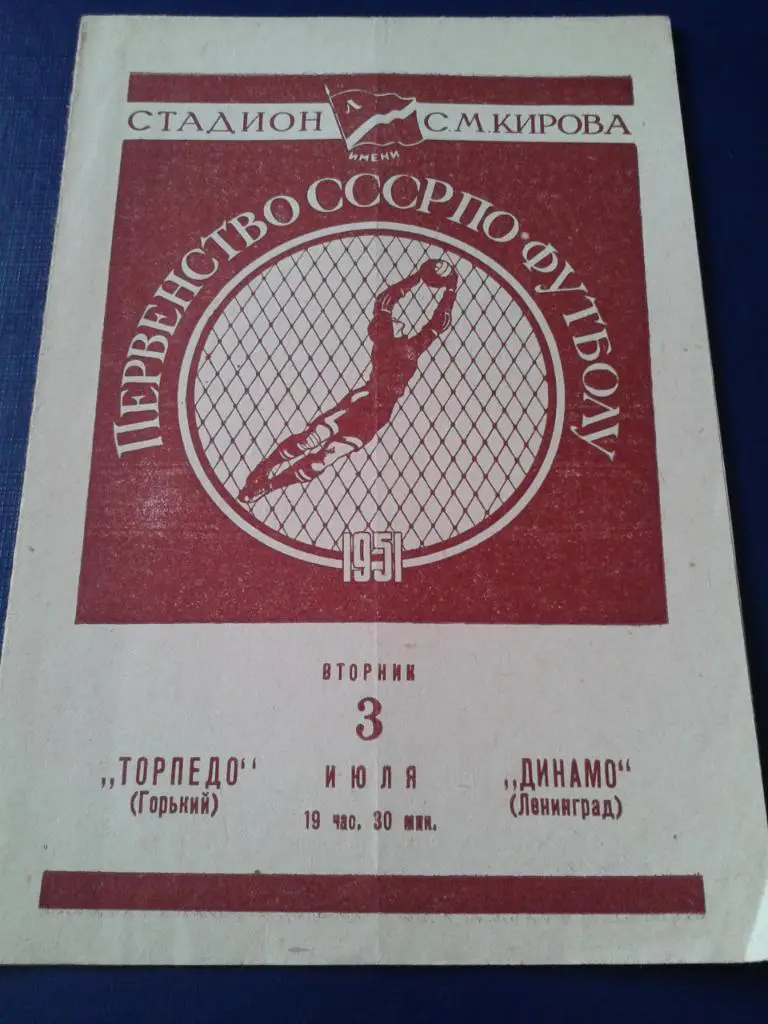 Л
СТАДИОН ИМЕНИ С.М.КИРОВА
ПЕРВЕНСТВО СССР ПО ФУТБОЛУ
1951
ВТОРНИК
3
ИЮЛЯ
19 час. 30 мин.
„ТОРПЕДО"
(Горький)
„ДИНАМО"
(Ленинград)